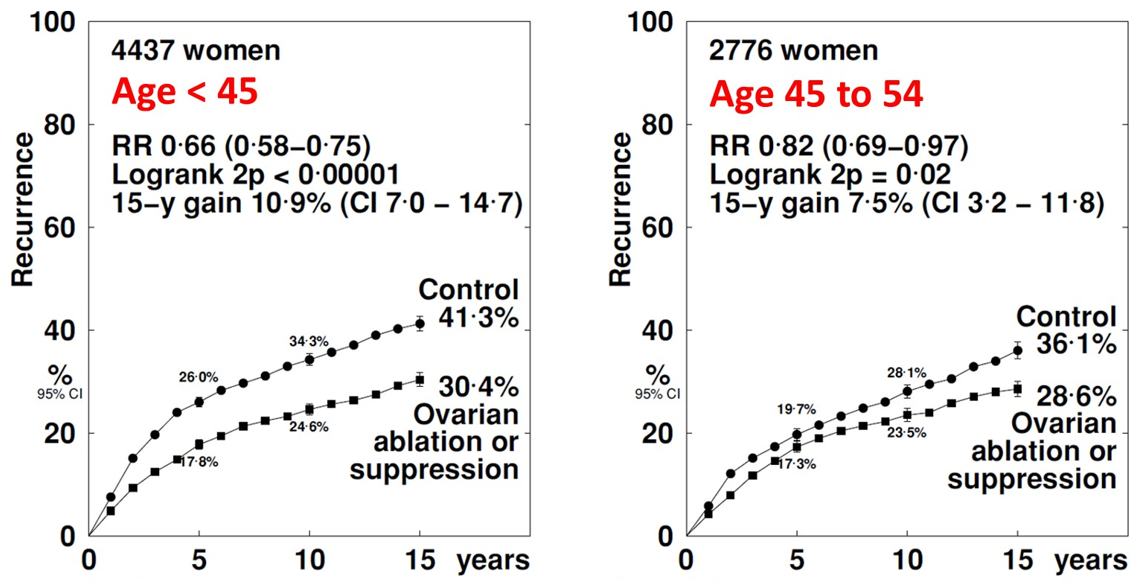 100
80
60
40
20
0
Recurrence
%
95% CI
4437 women
Age < 45
RR 0·66 (0·58−0·75)
Logrank 2p < 0·00001
15−y gain 10·9% (CI 7·0 − 14·7)
Control
41·3%
34·3%
26·0%
30·4%
Ovarian
ablation or
suppression
24·6%
17·8%
0 5 10 15 years
100
80
60
40
20
0
Recurrence
%
95% CI
2776 women
Age 45 to 54
RR 0·82 (0·69−0·97)
Logrank 2p = 0·02
15−y gain 7·5% (CI 3·2 − 11·8)
Control
36·1%
28·1%
19·7%
28·6%
Ovarian
ablation or
suppression
23·5%
17·3%
0 5 10 15 years